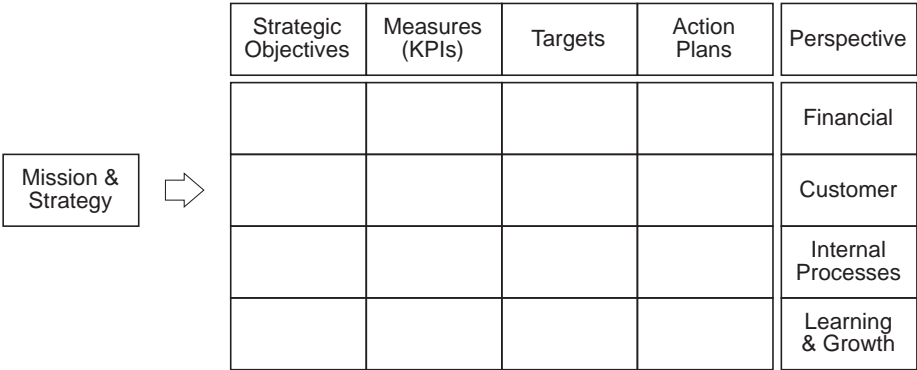 Strategic
Objectives
Measures
(KPIs)
Targets
Action
Plans
Perspective
Financial
Mission &
Strategy
Customer
Internal
Processes
Learning
& Growth